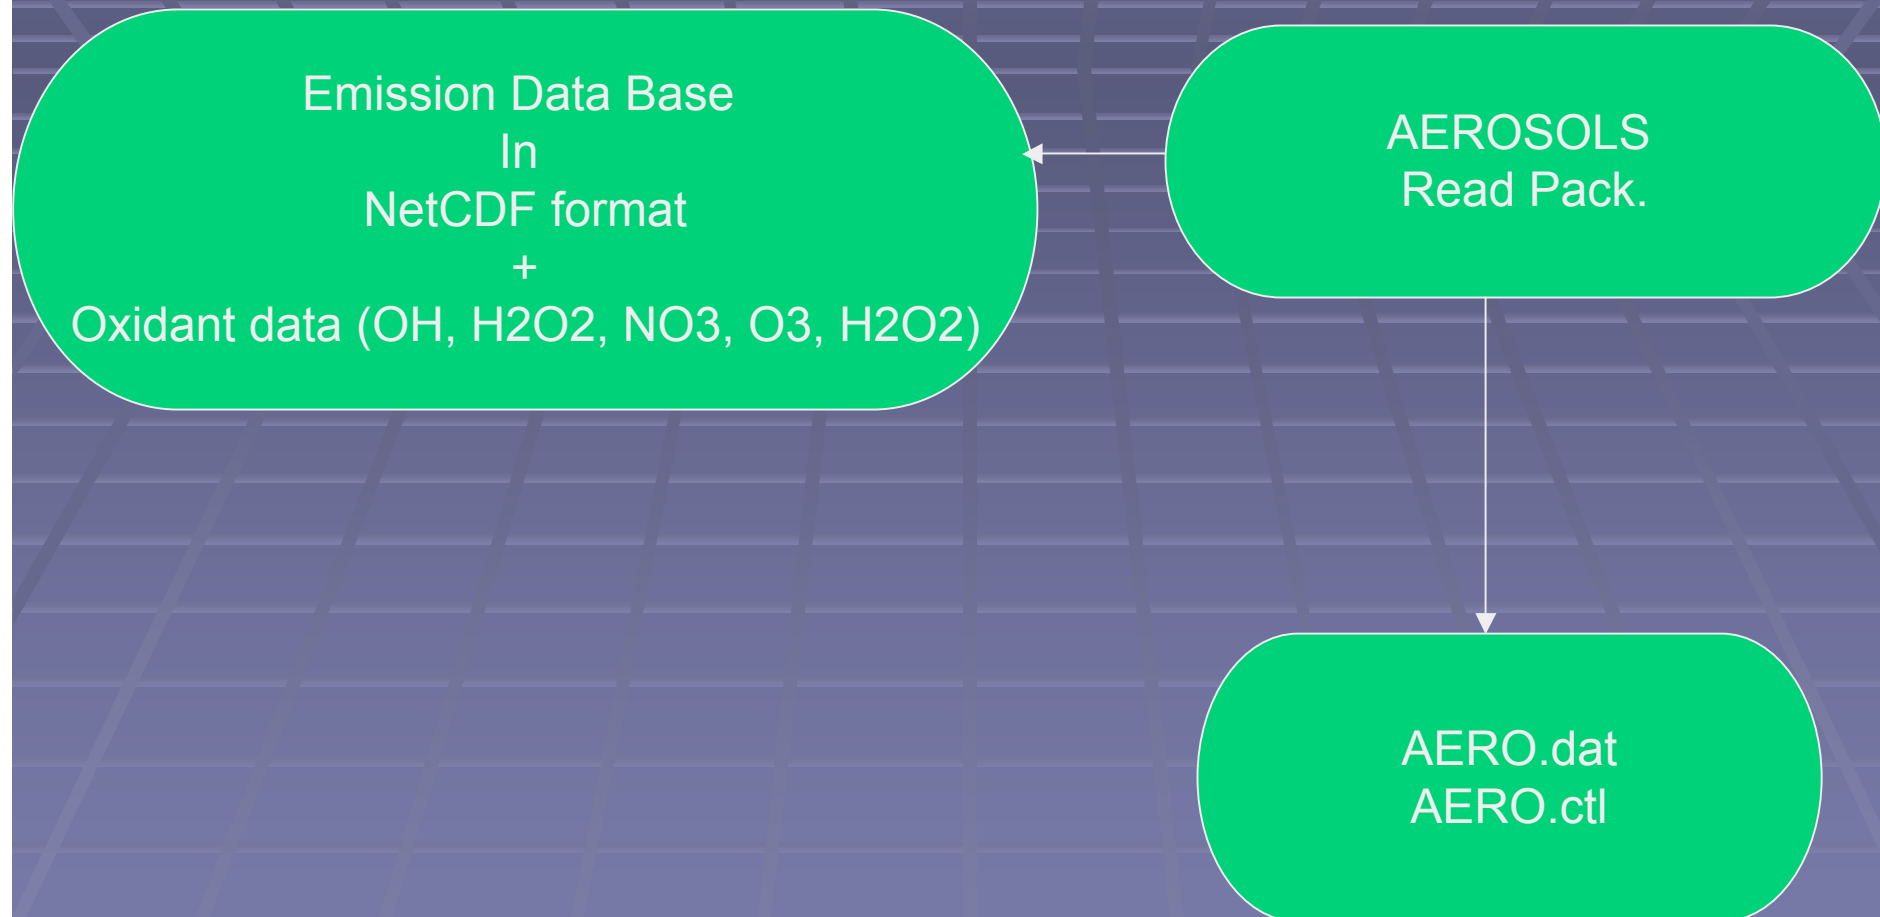 Emission Data Base
In
NetCDF format
+
Oxidant data (OH, H2O2, NO3, O3, H2O2)
AEROSOLS
Read Pack.
AERO.dat
AERO.ctl